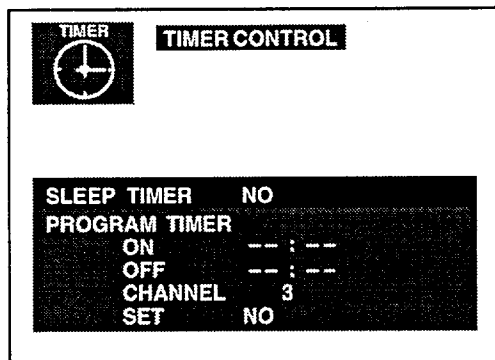 TIMER
TIMER CONTROL
SLEEP TIMER NO
PROGRAM TIMER
ON -- : --
OFF -- : --
CHANNEL 3
SET NO